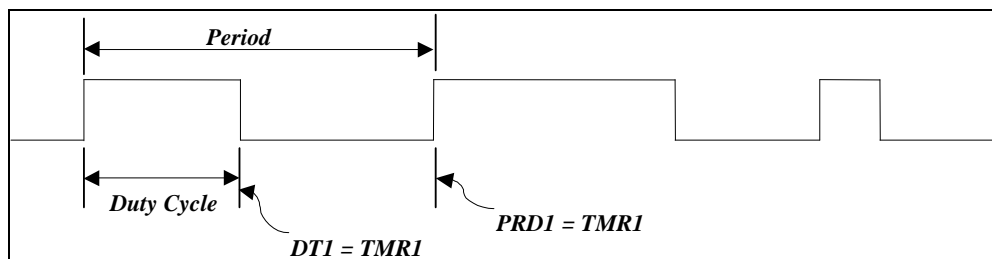 Period
Duty Cycle
PRD1 = TMR1
DT1 = TMR1